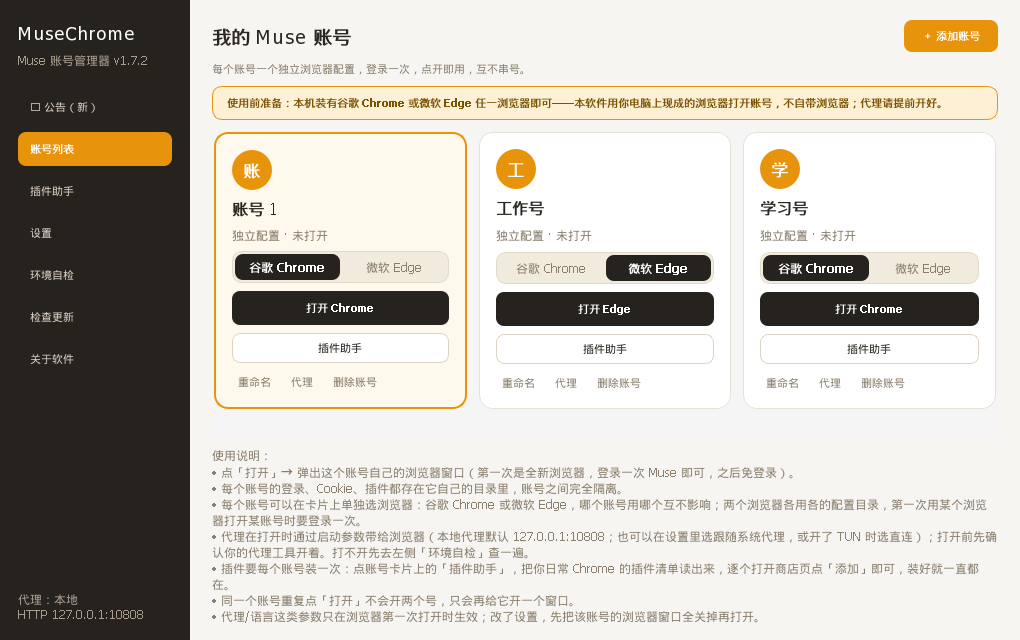 MuseChrome
Muse 账号管理器 v1.7.2
公告（新）
账号列表
插件助手
设置
环境自检
检查更新
关于软件
代理：本地
HTTP 127.0.0.1:10808
我的 Muse 账号
+ 添加账号
每个账号一个独立浏览器配置，登录一次，点开即用，互不串号。
使用前准备：本机装有谷歌 Chrome 或微软 Edge 任一浏览器即可——本软件用你电脑上现成的浏览器打开账号，不自带浏览器；代理请提前开好。
账
账号 1
独立配置 · 未打开
谷歌 Chrome 微软 Edge
打开 Chrome
插件助手
重命名 代理 删除账号
工
工作号
独立配置 · 未打开
谷歌 Chrome 微软 Edge
打开 Edge
插件助手
重命名 代理 删除账号
学
学习号
独立配置 · 未打开
谷歌 Chrome 微软 Edge
打开 Chrome
插件助手
重命名 代理 删除账号
使用说明：
• 点「打开」→ 弹出这个账号自己的浏览器窗口（第一次是全新浏览器，登录一次 Muse 即可，之后免登录）。
• 每个账号的登录、Cookie、插件都存在它自己的目录里，账号之间完全隔离。
• 每个账号可以在卡片上单独选浏览器：谷歌 Chrome 或微软 Edge，哪个账号用哪个互不影响；两个浏览器各用各的配置目录，第一次用某个浏览
器打开某账号时要登录一次。
• 代理在打开时通过启动参数带给浏览器（本地代理默认 127.0.0.1:10808；也可以在设置里选跟随系统代理，或开了 TUN 时选直连）；打开前先确
认你的代理工具开着。打不开先去左侧「环境自检」查一遍。
• 插件要每个账号装一次：点账号卡片上的「插件助手」，把你日常 Chrome 的插件清单读出来，逐个打开商店页点「添加」即可，装好就一直都
在。
• 同一个账号重复点「打开」不会开两个号，只会再给它开一个窗口。
• 代理/语言这类参数只在浏览器第一次打开时生效；改了设置，先把该账号的浏览器窗口全关掉再打开。